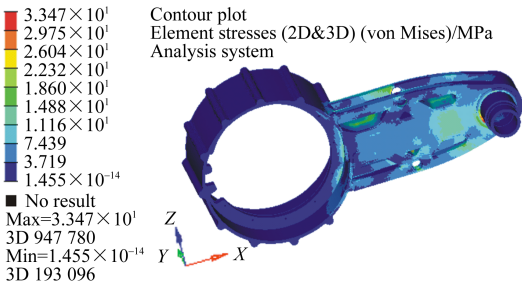 3.347×10¹
2.975×10¹
2.604×10¹
2.232×10¹
1.860×10¹
1.488×10¹
1.116×10¹
7.439
3.719
1.455×10⁻¹⁴
No result
Max=3.347×10¹
3D 947 780
Min=1.455×10⁻¹⁴
3D 193 096
Contour plot
Element stresses (2D&3D) (von Mises)/MPa
Analysis system
Z
Y
X